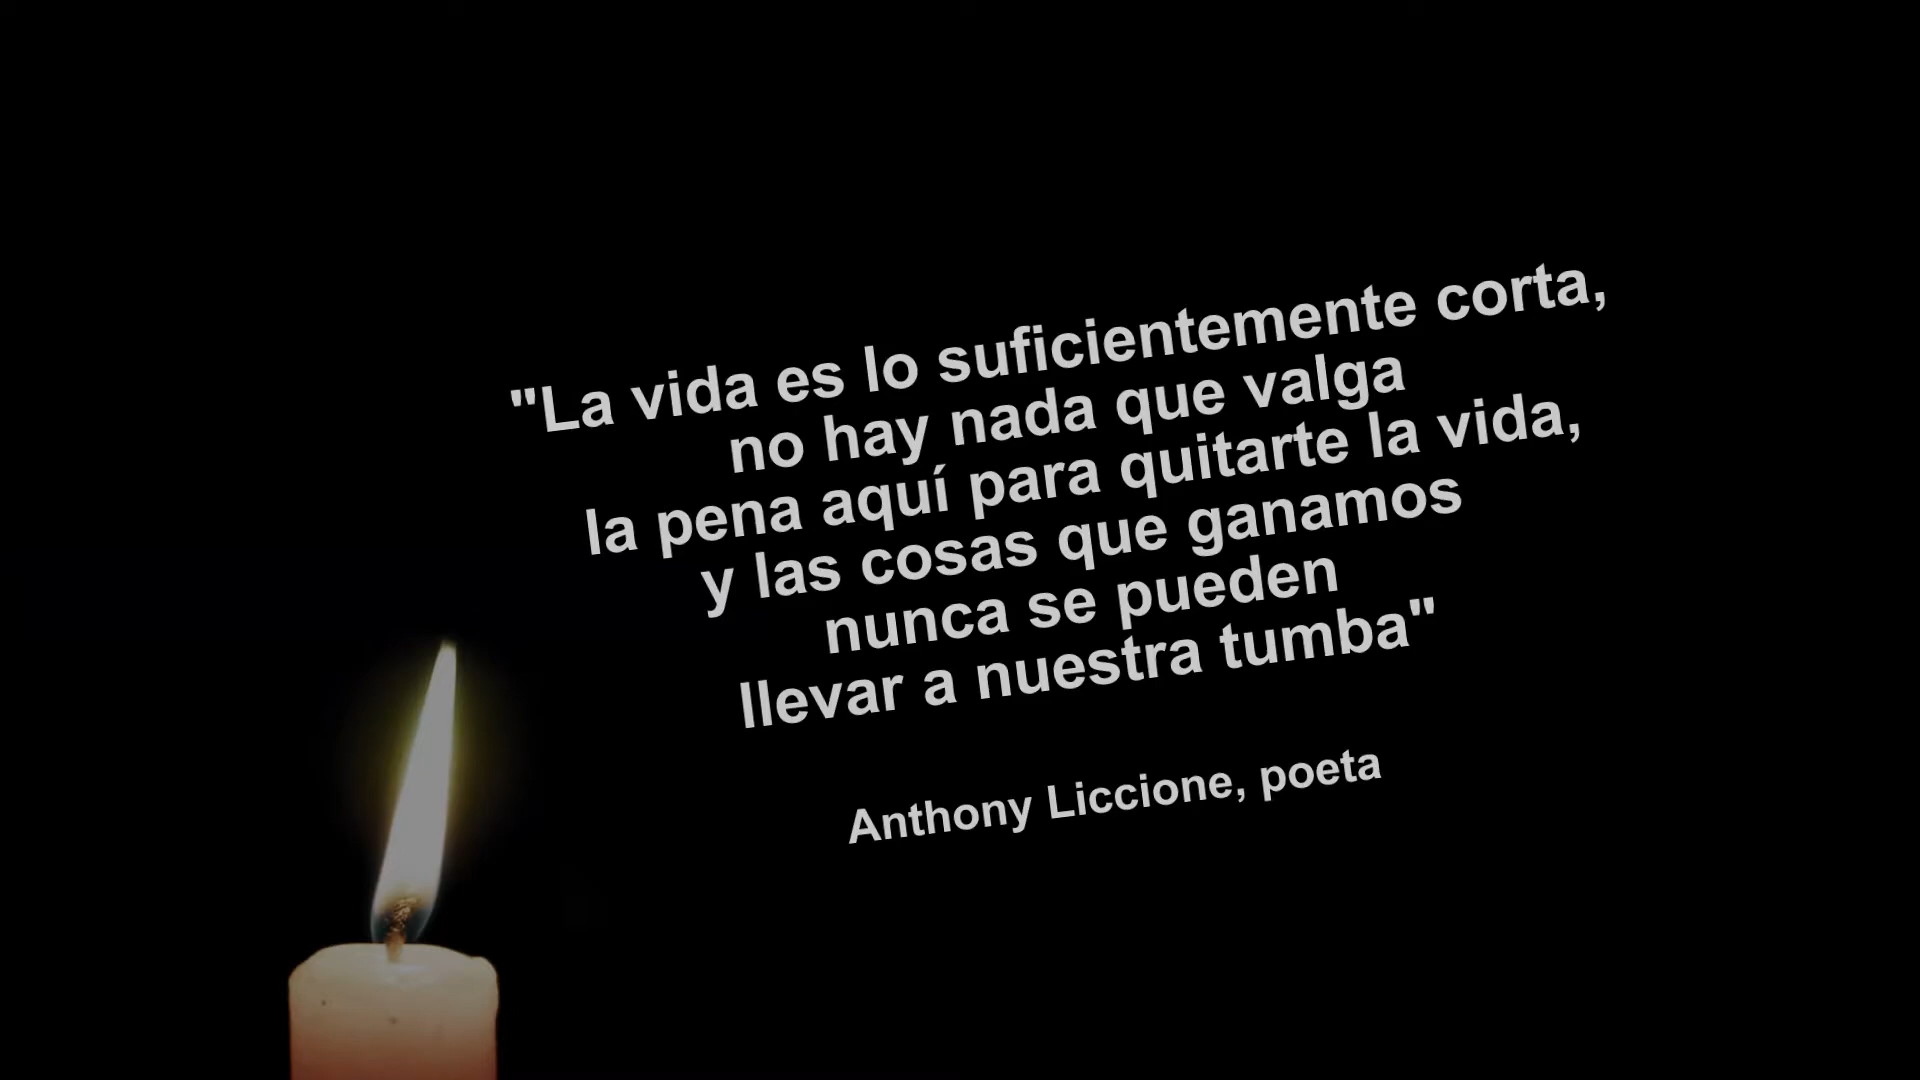 "La vida es lo suficientemente corta,
no hay nada que valga
la pena aquí para quitarte la vida,
y las cosas que ganamos
nunca se pueden
llevar a nuestra tumba"
Anthony Liccione, poeta